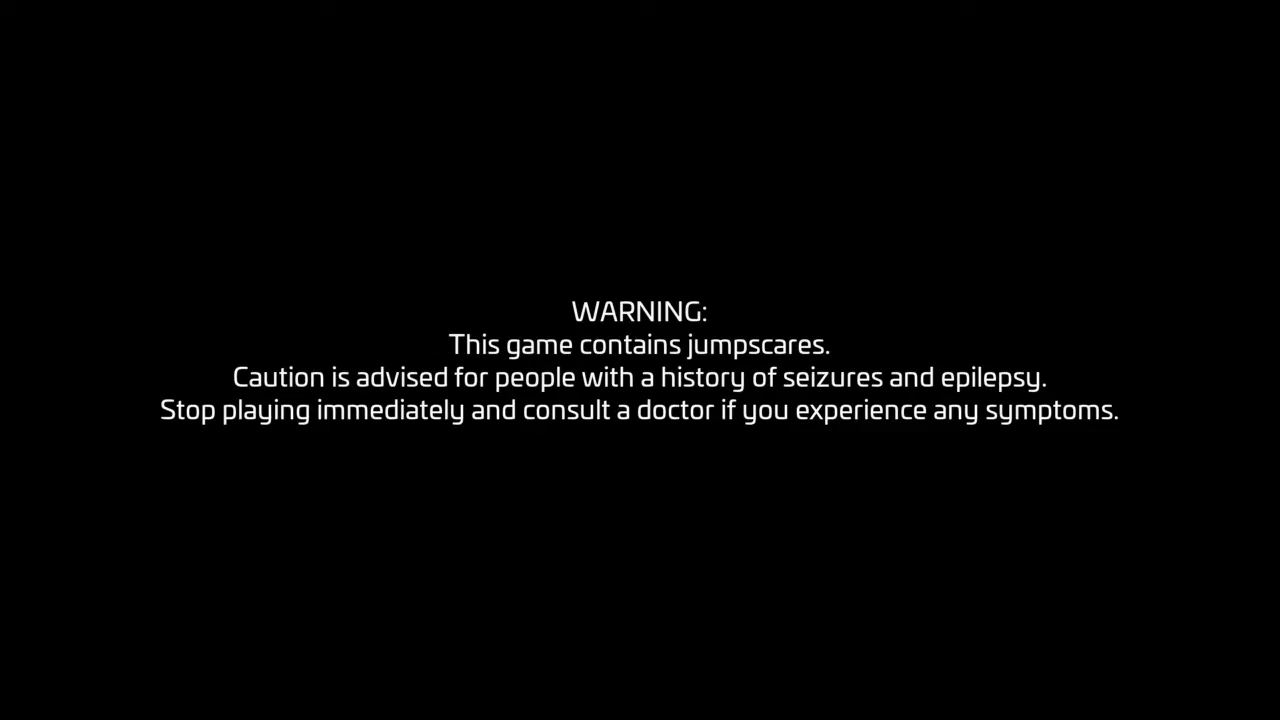 WARNING:
This game contains jumpscares.
Caution is advised for people with a history of seizures and epilepsy.
Stop playing immediately and consult a doctor if you experience any symptoms.